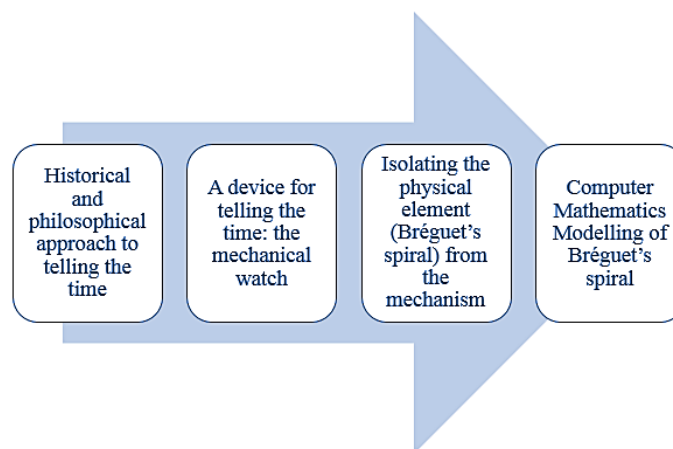 Historical
and
philosophical
approach to
telling the
time
A device for
telling the
time: the
mechanical
watch
Isolating the
physical
element
(Bréguet's
spiral) from
the
mechanism
Computer
Mathematics
Modelling of
Bréguet's
spiral